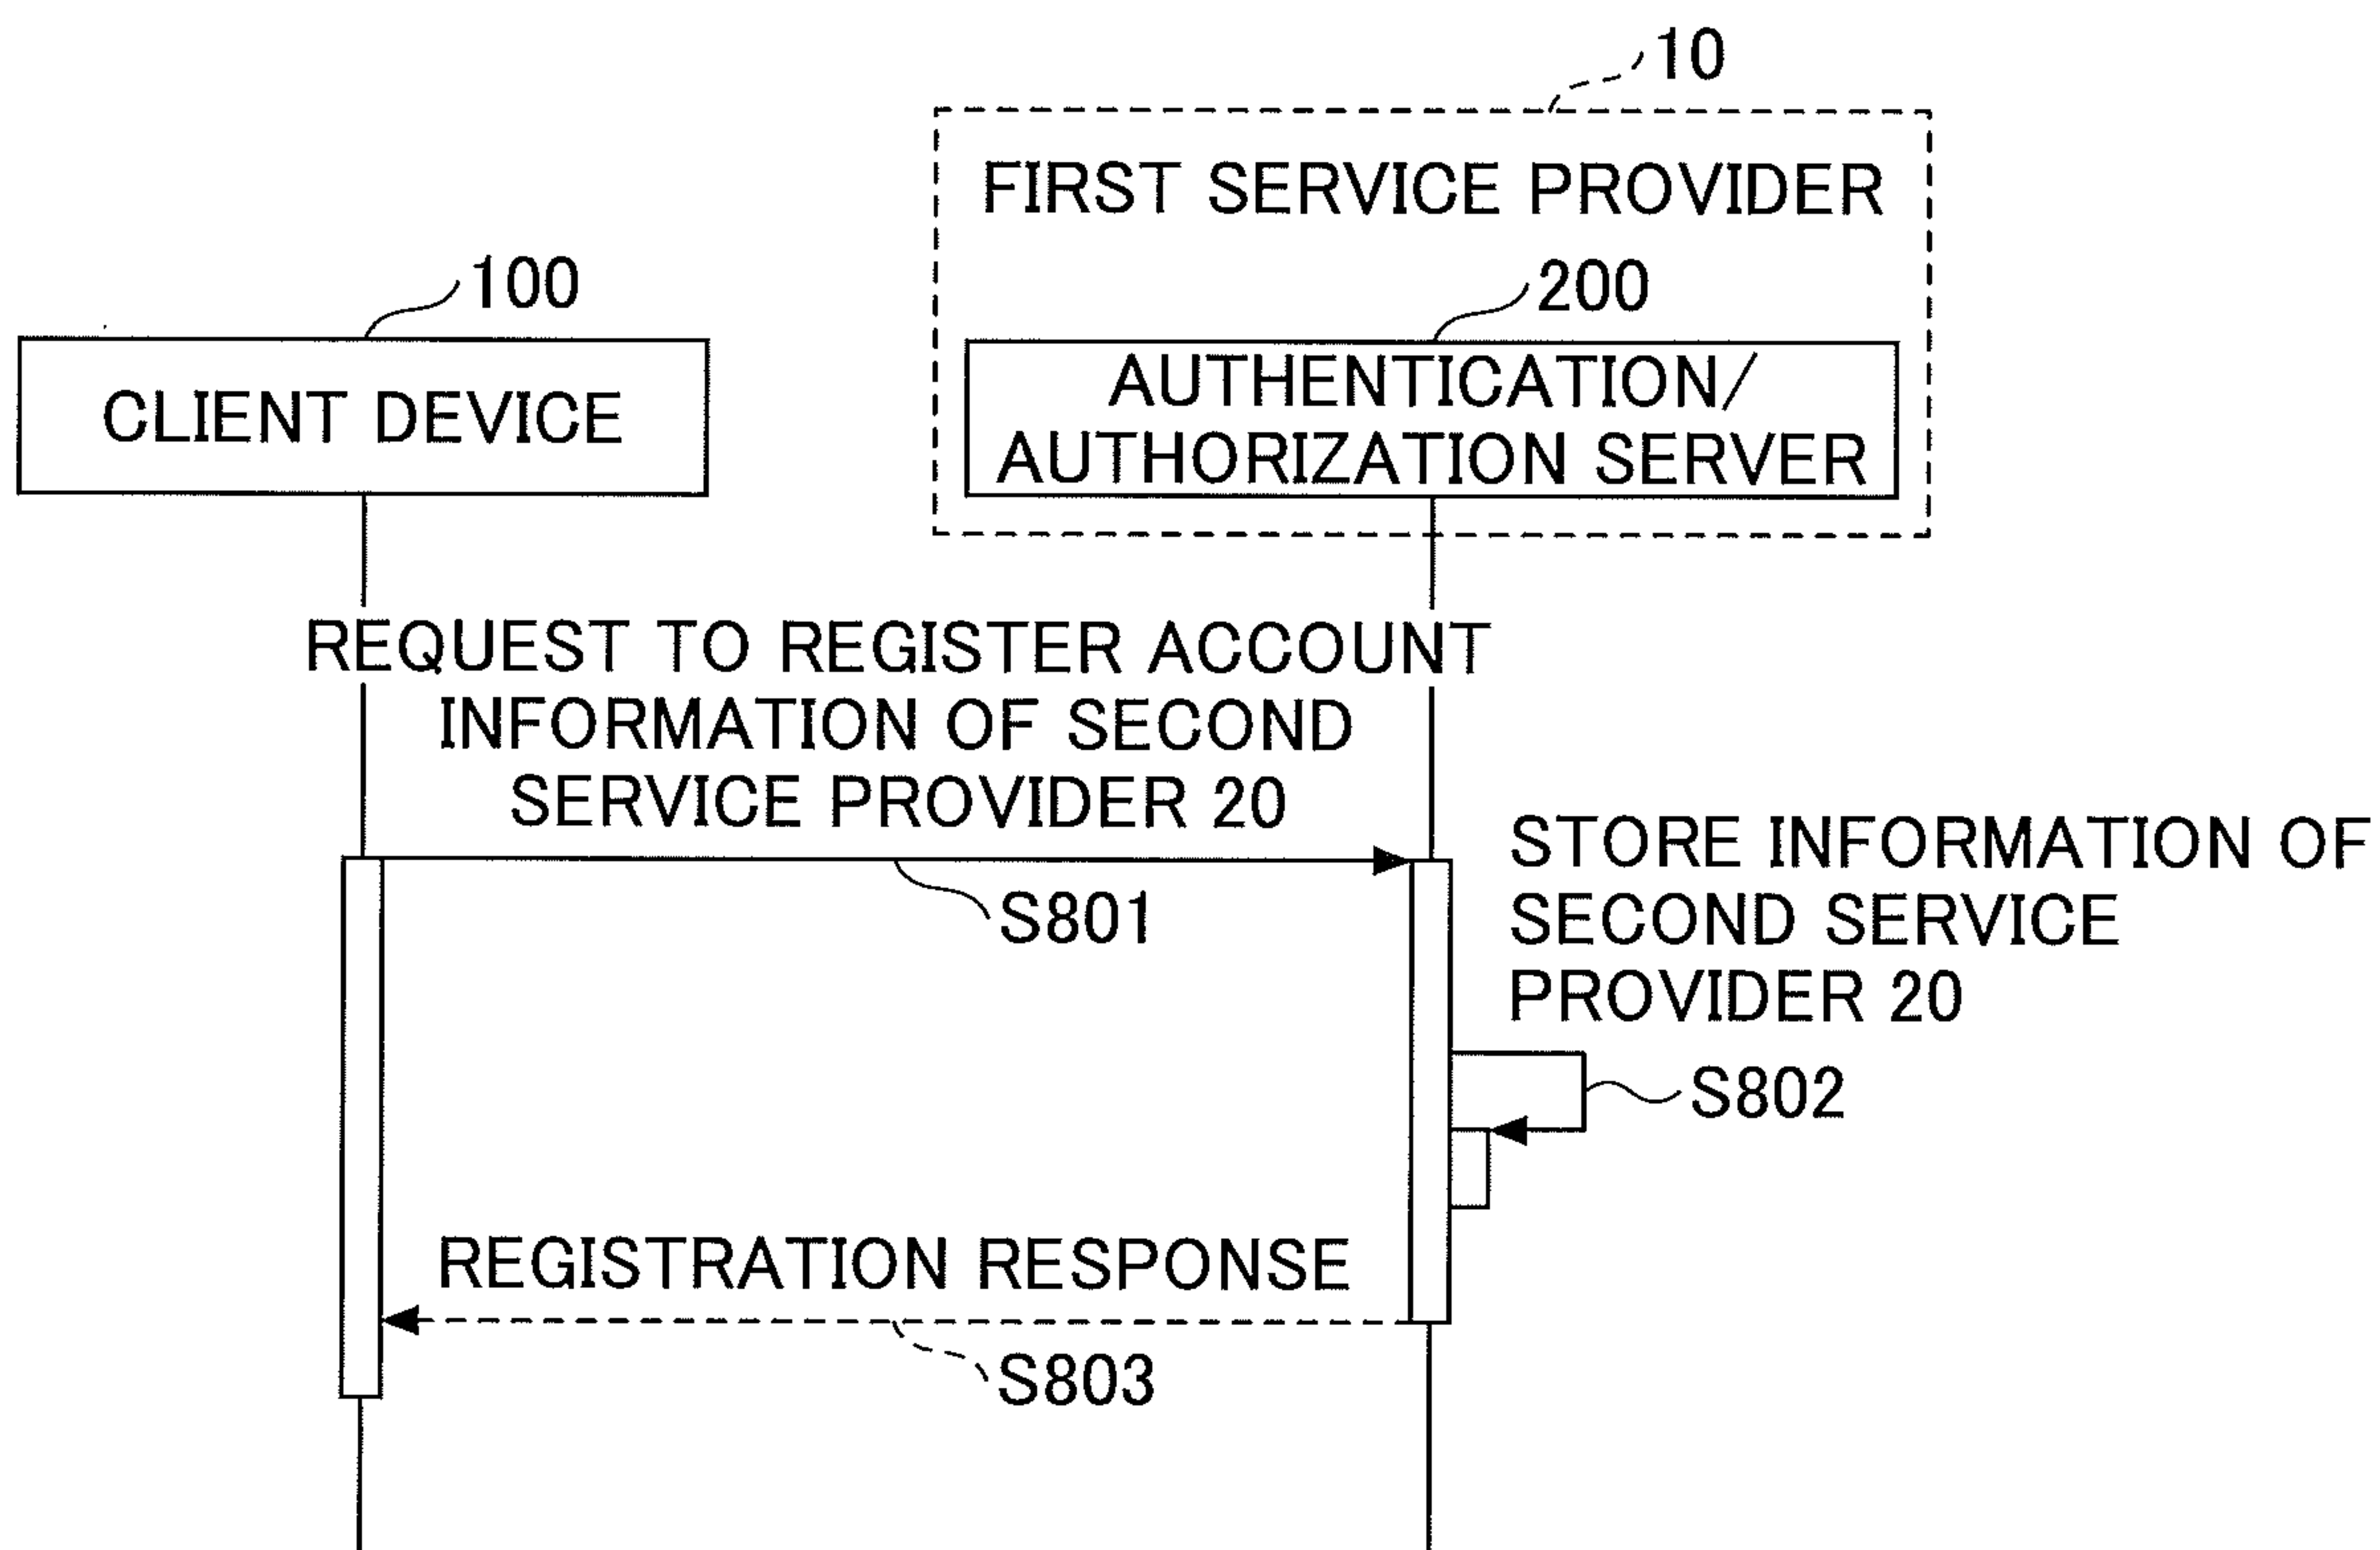 10
FIRST SERVICE PROVIDER
100
200
CLIENT DEVICE
AUTHENTICATION/
AUTHORIZATION SERVER
REQUEST TO REGISTER ACCOUNT
INFORMATION OF SECOND
SERVICE PROVIDER 20
S801
STORE INFORMATION OF
SECOND SERVICE
PROVIDER 20
S802
REGISTRATION RESPONSE
S803